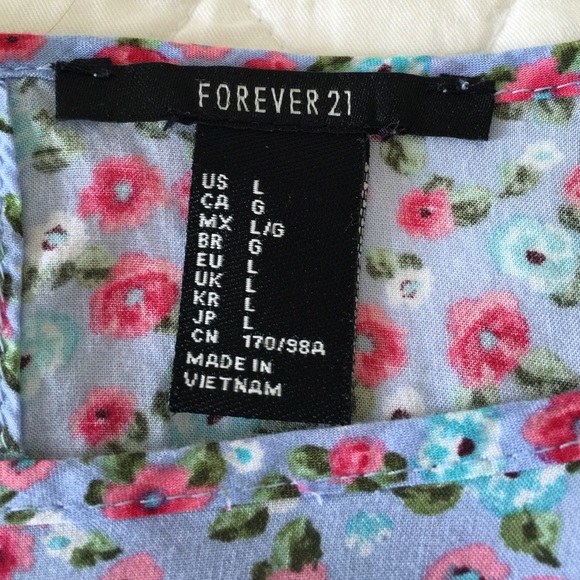 FOREVER 21
US L
CA G
MX L/G
BR G
EU L
UK L
KR L
JP L
CN 170/98A
MADE IN
VIETNAM